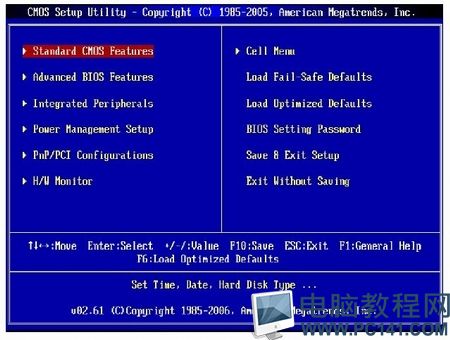 CMOS Setup Utility - Copyright (C) 1985-2005, American Megatrends, Inc.
Standard CMOS Features
Advanced BIOS Features
Integrated Peripherals
Power Management Setup
PnP/PCI Configurations
H/W Monitor
Cell Menu
Load Fail-Safe Defaults
Load Optimized Defaults
BIOS Setting Password
Save & Exit Setup
Exit Without Saving
↑↓←→:Move Enter:Select +/-/:Value F10:Save ESC:Exit F1:General Help
F6:Load Optimized Defaults
Set Time, Date, Hard Disk Type ...
v02.61 (C)Copyright 1985-2006, American Megatrends, Inc.
电脑教程网
WWW.PC141.COM